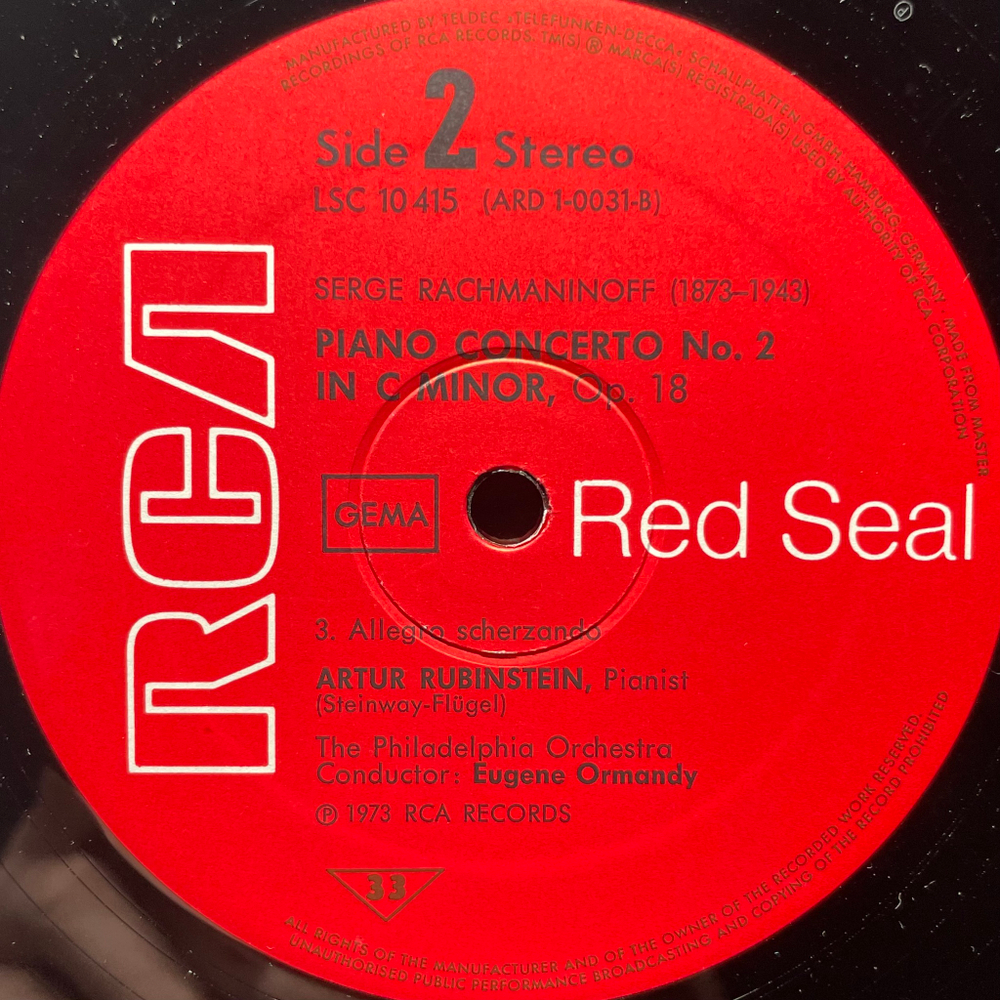 MANUFACTURED BY TELDEC »TELEFUNKEN-DECCA« SCHALLPLATTEN GMBH, HAMBURG, GERMANY · MADE FROM MASTER
RECORDINGS OF RCA RECORDS. TM(S) ® MARCA(S) REGISTRADA(S) USED BY AUTHORITY OF RCA CORPORATION
Side 2 Stereo
LSC 10 415 (ARD 1-0031-B)
SERGE RACHMANINOFF (1873–1943)
PIANO CONCERTO No. 2
IN C MINOR, Op. 18
RCA
GEMA
Red Seal
3. Allegro scherzando
ARTUR RUBINSTEIN, Pianist
(Steinway-Flügel)
The Philadelphia Orchestra
Conductor: Eugene Ormandy
℗ 1973 RCA RECORDS
33
ALL RIGHTS OF THE MANUFACTURER AND OF THE OWNER OF THE RECORDED WORK RESERVED.
UNAUTHORISED PUBLIC PERFORMANCE BROADCASTING AND COPYING OF THE RECORD PROHIBITED